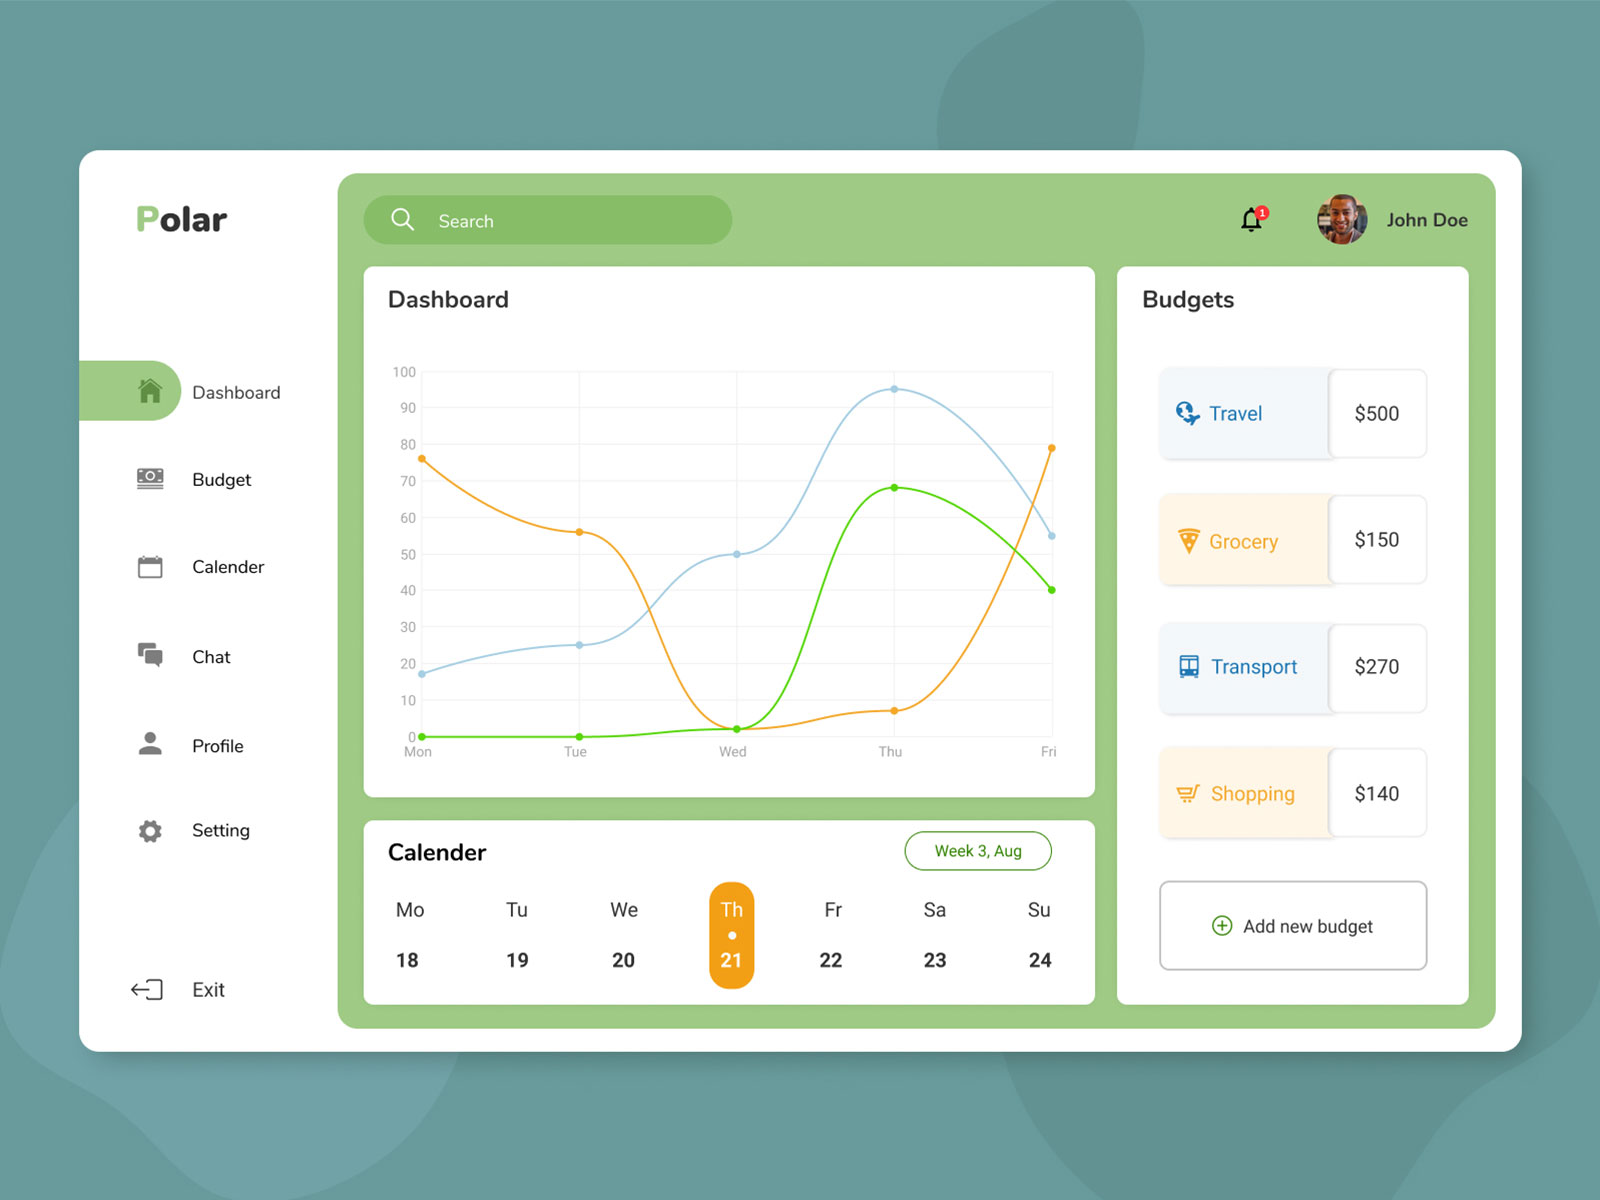 Polar
Search
1
John Doe
Dashboard
Budget
Calender
Chat
Profile
Setting
Exit
Dashboard
100
90
80
70
60
50
40
30
20
10
0
Mon Tue Wed Thu Fri
Calender
Week 3, Aug
Mo Tu We Th Fr Sa Su
18 19 20 21 22 23 24
Budgets
Travel $500
Grocery $150
Transport $270
Shopping $140
Add new budget